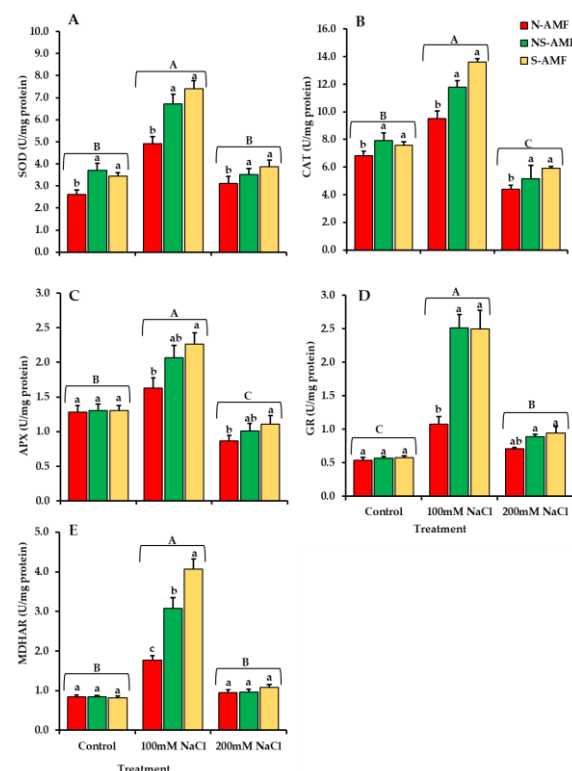 A
SOD (U/mg protein)
10.0
9.0
8.0
7.0
6.0
5.0
4.0
3.0
2.0
1.0
0.0
B
b
a
a
A
b
a
a
B
b
a
a
B
CAT (U/mg protein)
16.0
14.0
12.0
10.0
8.0
6.0
4.0
2.0
0.0
N-AMF
NS-AMF
S-AMF
B
b
a
a
A
b
a
a
C
b
a
a
C
APX (U/mg protein)
3.0
2.5
2.0
1.5
1.0
0.5
0.0
B
a
a
a
A
b
ab
a
C
b
ab
a
D
GR (U/mg protein)
3.0
2.5
2.0
1.5
1.0
0.5
0.0
C
a
a
a
A
b
a
a
B
ab
a
a
Control
100mM NaCl
200mM NaCl
Treatment
E
MDHAR (U/mg protein)
5.0
4.0
3.0
2.0
1.0
0.0
B
a
a
a
A
c
b
a
B
a
a
a
Control
100mM NaCl
200mM NaCl
Treatment